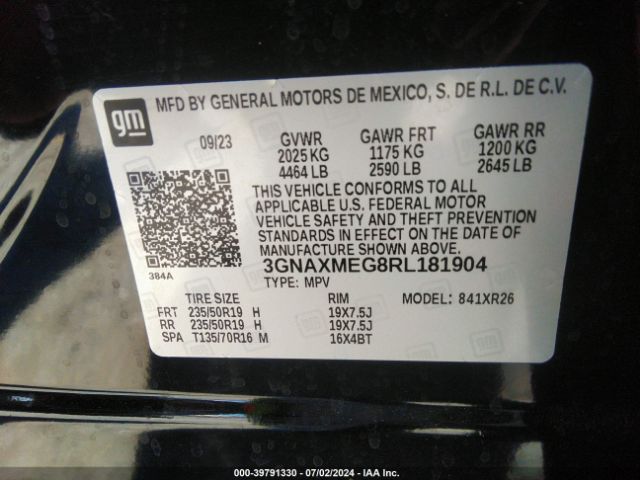 gm
MFD BY GENERAL MOTORS DE MEXICO, S. DE R.L. DE C.V.
09/23 GVWR GAWR FRT GAWR RR
2025 KG 1175 KG 1200 KG
4464 LB 2590 LB 2645 LB
THIS VEHICLE CONFORMS TO ALL
APPLICABLE U.S. FEDERAL MOTOR
VEHICLE SAFETY AND THEFT PREVENTION
STANDARDS IN EFFECT ON THE DATE OF
MANUFACTURE SHOWN ABOVE.
384A
3GNAXMEG8RL181904
TYPE: MPV
TIRE SIZE RIM MODEL: 841XR26
FRT 235/50R19 H 19X7.5J
RR 235/50R19 H 19X7.5J
SPA T135/70R16 M 16X4BT
000-39791330 - 07/02/2024 - IAA Inc.